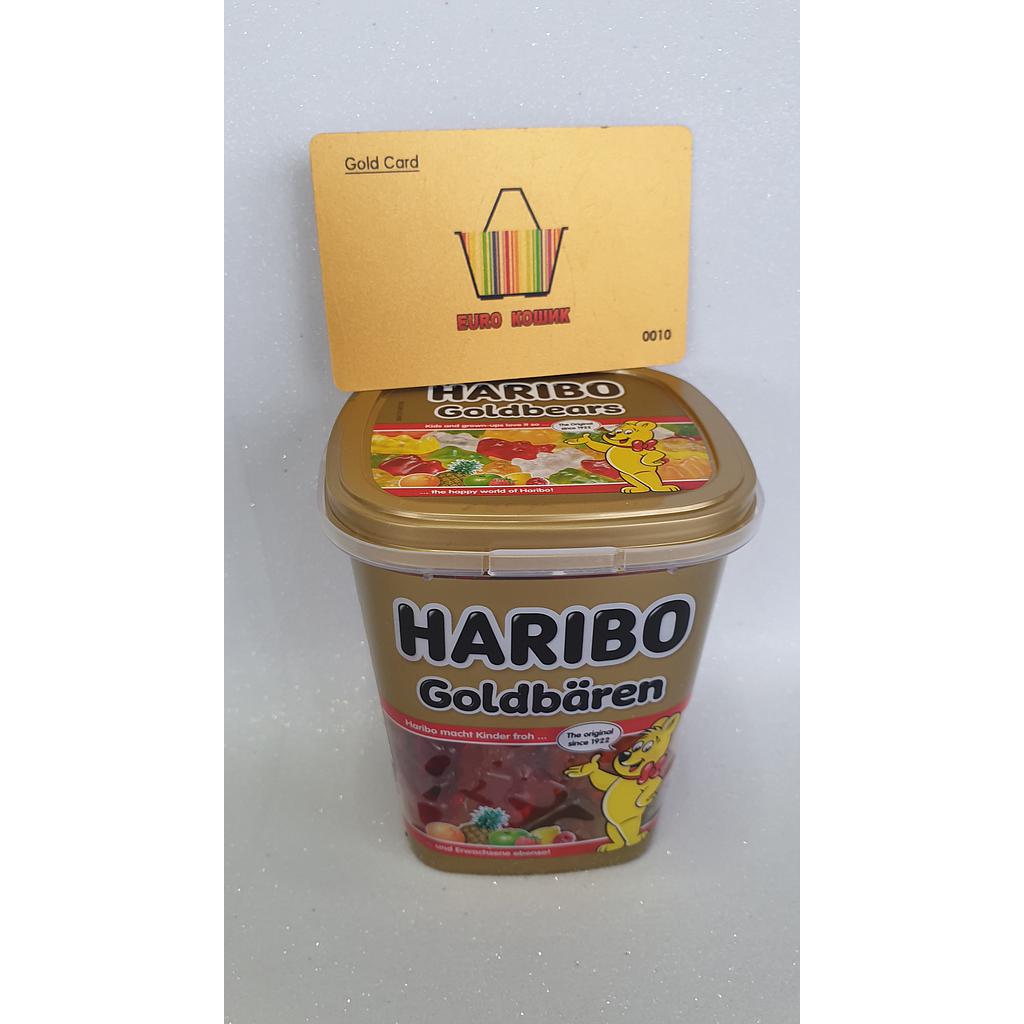 Gold Card
EURO КОШИК
0010
HARIBO
Goldbears
Kids and grown-ups love it so
The Original
since 1922
... the happy world of Haribo!
HARIBO
Goldbären
Haribo macht Kinder froh ...
The original
since 1922
und Erwachsene ebenso!